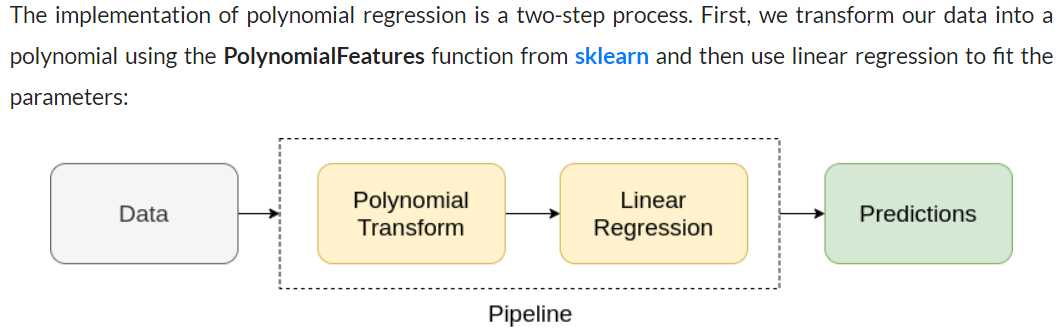 The implementation of polynomial regression is a two-step process. First, we transform our data into a
polynomial using the PolynomialFeatures function from sklearn and then use linear regression to fit the
parameters:
Data
Polynomial
Transform
Linear
Regression
Predictions
Pipeline